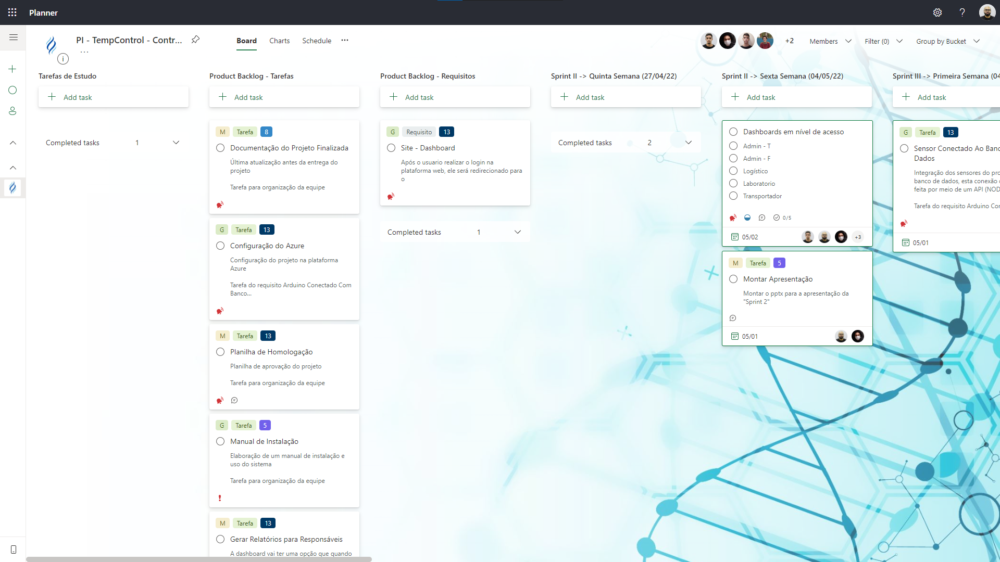 Planner
PI - TempControl - Contr...
Board
Charts
Schedule
+2
Members
Filter (0)
Group by Bucket
Tarefas de Estudo
Add task
Completed tasks 1
Product Backlog - Tarefas
Add task
M Tarefa 8
Documentação do Projeto Finalizada
Última atualização antes da entrega do
projeto
Tarefa para organização da equipe
G Tarefa 13
Configuração do Azure
Configuração do projeto na plataforma
Azure
Tarefa do requisito Arduino Conectado Com
Banco...
M Tarefa 13
Planilha de Homologação
Planilha de aprovação do projeto
Tarefa para organização da equipe
G Tarefa 5
Manual de Instalação
Elaboração de um manual de instalação e
uso do sistema
Tarefa para organização da equipe
M Tarefa 13
Gerar Relatórios para Responsáveis
A dashboard vai ter uma opção que quando
Product Backlog - Requisitos
Add task
G Requisito 13
Site - Dashboard
Após o usuario realizar o login na
plataforma web, ele será redirecionado para
o
Completed tasks 1
Sprint II -> Quinta Semana (27/04/22)
Add task
Completed tasks 2
Sprint II -> Sexta Semana (04/05/22)
Add task
Dashboards em nível de acesso
Admin - T
Admin - F
Logístico
Laboratorio
Transportador
0/5
05/02
+3
M Tarefa 5
Montar Apresentação
Montar o pptx para a apresentação da
"Sprint 2"
05/01
Sprint III -> Primeira Semana (04
Add task
G Tarefa 13
Sensor Conectado Ao Banc
Dados
Integração dos sensores do pro
banco de dados, esta conexão
feita por meio de um API (NOD
Tarefa do requisito Arduino Con
05/01